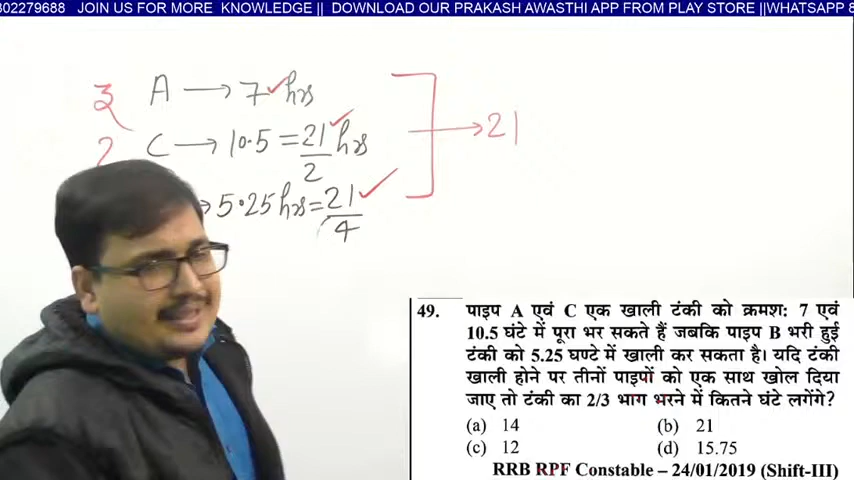 302279688 JOIN US FOR MORE KNOWLEDGE || DOWNLOAD OUR PRAKASH AWASTHI APP FROM PLAY STORE ||WHATSAPP 8
3 A → 7 hrs
2 C → 10.5 = 21/2 hrs
→ 21
→ 5.25 hrs = 21/4
49. पाइप A एवं C एक खाली टंकी को क्रमश: 7 एवं
10.5 घंटे में पूरा भर सकते हैं जबकि पाइप B भरी हुई
टंकी को 5.25 घण्टे में खाली कर सकता है। यदि टंकी
खाली होने पर तीनों पाइपों को एक साथ खोल दिया
जाए तो टंकी का 2/3 भाग भरने में कितने घंटे लगेंगे?
(a) 14 (b) 21
(c) 12 (d) 15.75
RRB RPF Constable – 24/01/2019 (Shift-III)